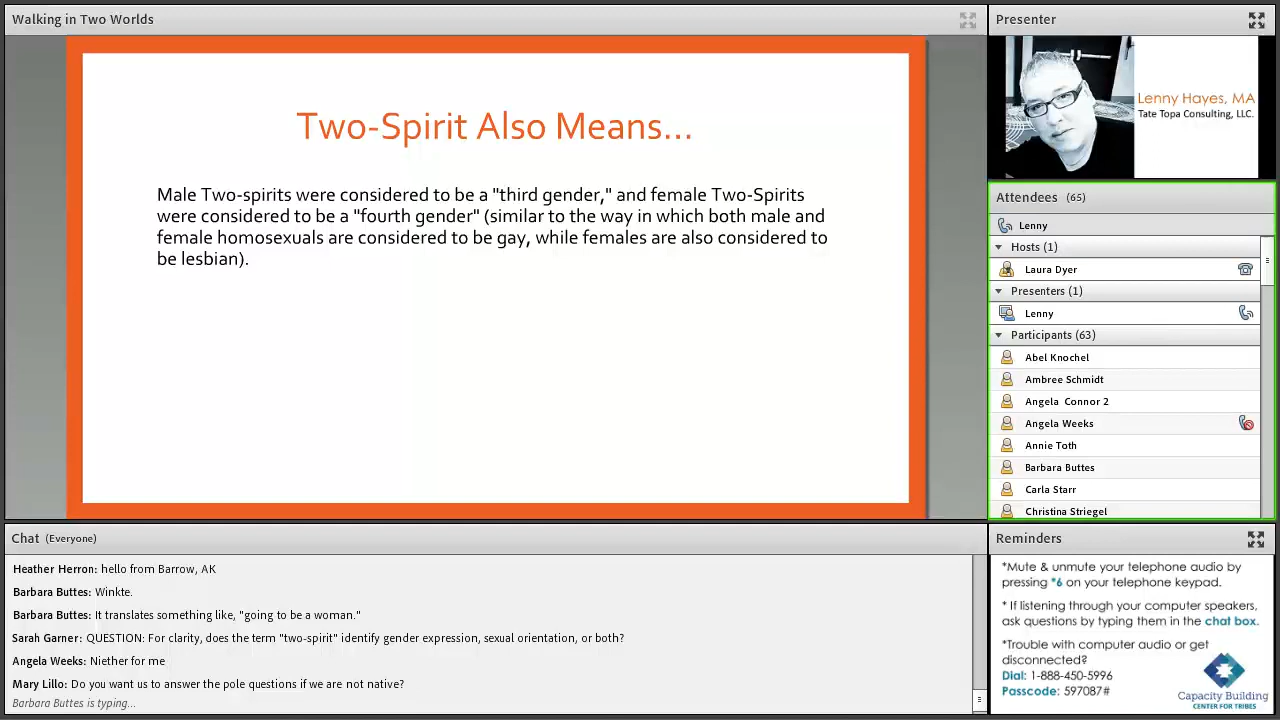 Walking in Two Worlds
Two-Spirit Also Means...
Male Two-spirits were considered to be a "third gender," and female Two-Spirits
were considered to be a "fourth gender" (similar to the way in which both male and
female homosexuals are considered to be gay, while females are also considered to
be lesbian).
Presenter
Lenny Hayes, MA
Tate Topa Consulting, LLC.
Attendees (65)
Lenny
Hosts (1)
Laura Dyer
Presenters (1)
Lenny
Participants (63)
Abel Knochel
Ambree Schmidt
Angela Connor 2
Angela Weeks
Annie Toth
Barbara Buttes
Carla Starr
Christina Striegel
Chat (Everyone)
Heather Herron: hello from Barrow, AK
Barbara Buttes: Winkte.
Barbara Buttes: It translates something like, "going to be a woman."
Sarah Garner: QUESTION: For clarity, does the term "two-spirit" identify gender expression, sexual orientation, or both?
Angela Weeks: Niether for me
Mary Lillo: Do you want us to answer the pole questions if we are not native?
Barbara Buttes is typing...
Reminders
*Mute & unmute your telephone audio by
pressing *6 on your telephone keypad.
* If listening through your computer speakers,
ask questions by typing them in the chat box.
*Trouble with computer audio or get
disconnected?
Dial: 1-888-450-5996
Passcode: 597087#
Capacity Building
CENTER FOR TRIBES